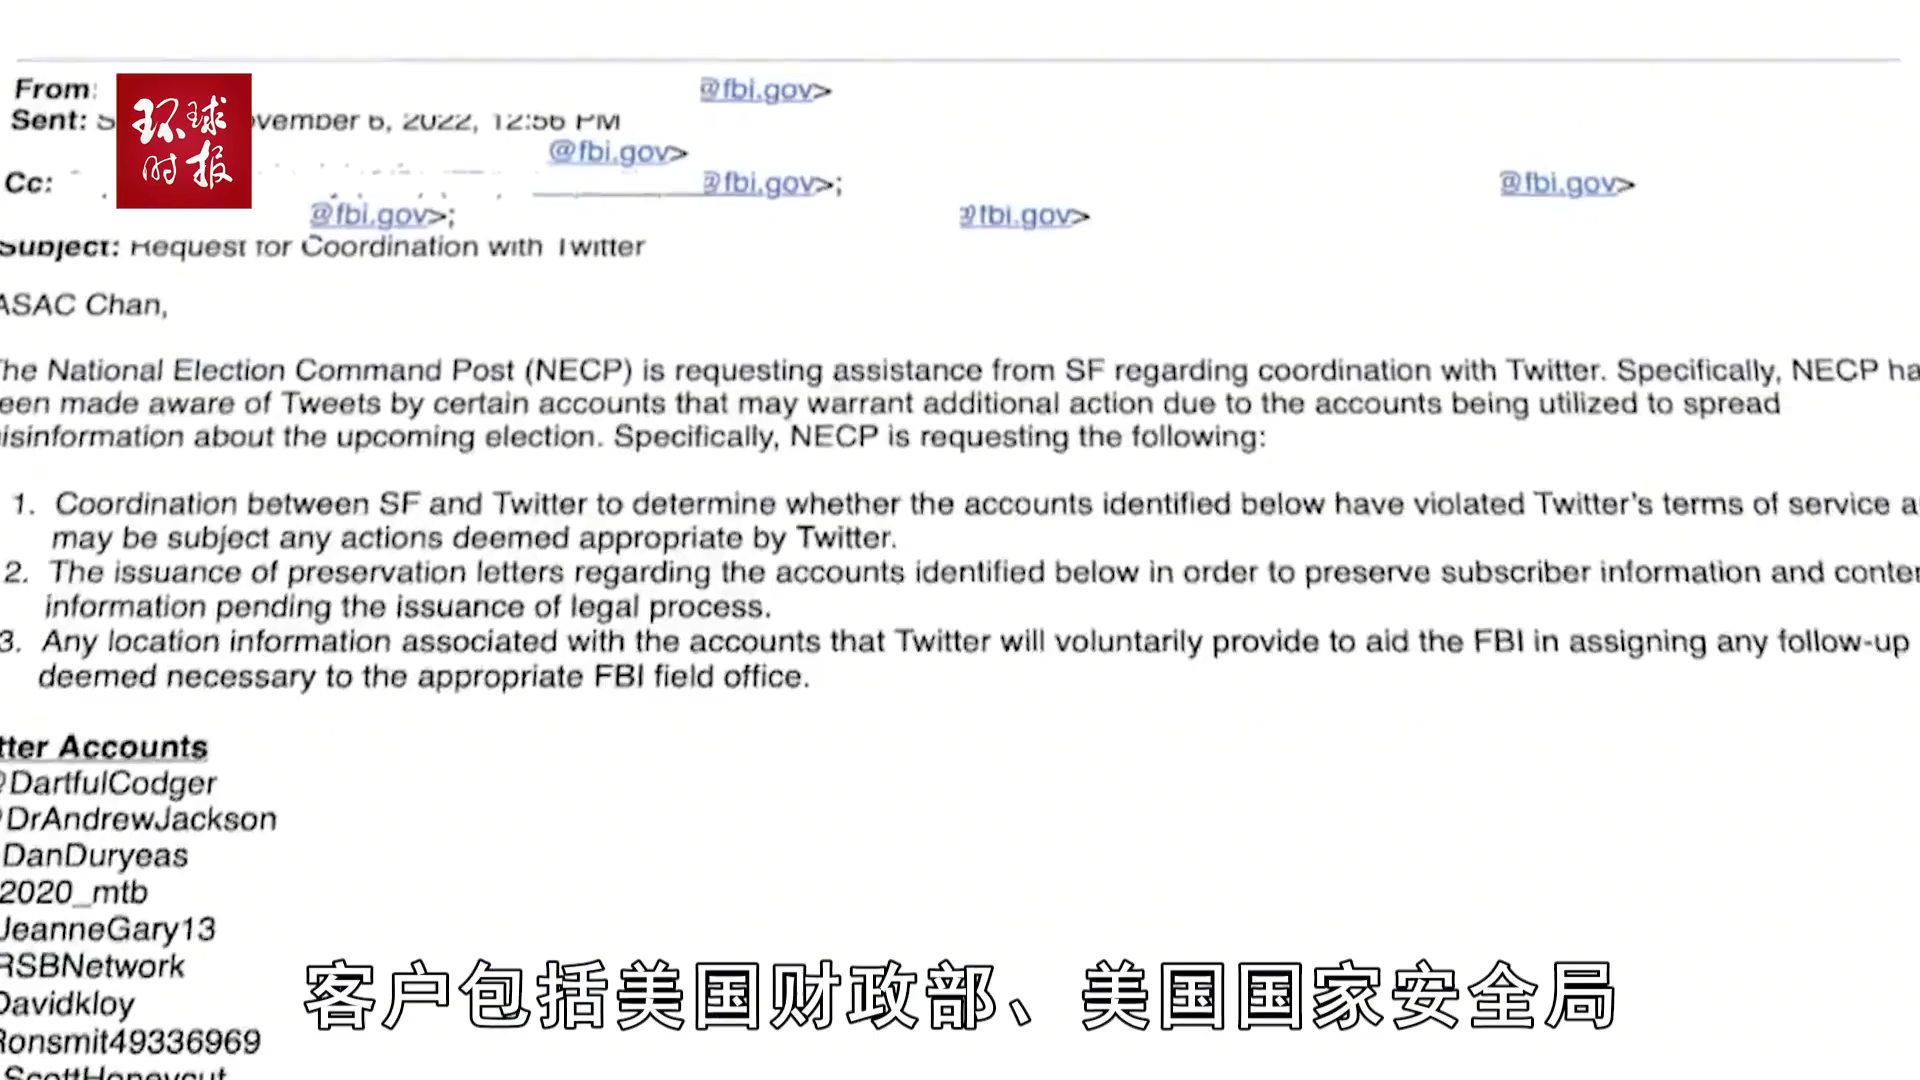 From: @fbi.gov>
Sent: S vember 6, 2022, 12:56 PM
@fbi.gov>
Cc: @fbi.gov>; @fbi.gov>
@fbi.gov>; @fbi.gov>
Subject: Request for Coordination with Twitter
环球
时报
ASAC Chan,
he National Election Command Post (NECP) is requesting assistance from SF regarding coordination with Twitter. Specifically, NECP ha
een made aware of Tweets by certain accounts that may warrant additional action due to the accounts being utilized to spread
isinformation about the upcoming election. Specifically, NECP is requesting the following:
1. Coordination between SF and Twitter to determine whether the accounts identified below have violated Twitter's terms of service a
may be subject any actions deemed appropriate by Twitter.
2. The issuance of preservation letters regarding the accounts identified below in order to preserve subscriber information and conten
information pending the issuance of legal process.
3. Any location information associated with the accounts that Twitter will voluntarily provide to aid the FBI in assigning any follow-up
deemed necessary to the appropriate FBI field office.
tter Accounts
@DartfulCodger
@DrAndrewJackson
DanDuryeas
2020_mtb
JeanneGary13
RSBNetwork
Davidkloy
Ronsmit49336969
ScottHoneycut
客户包括美国财政部、美国国家安全局